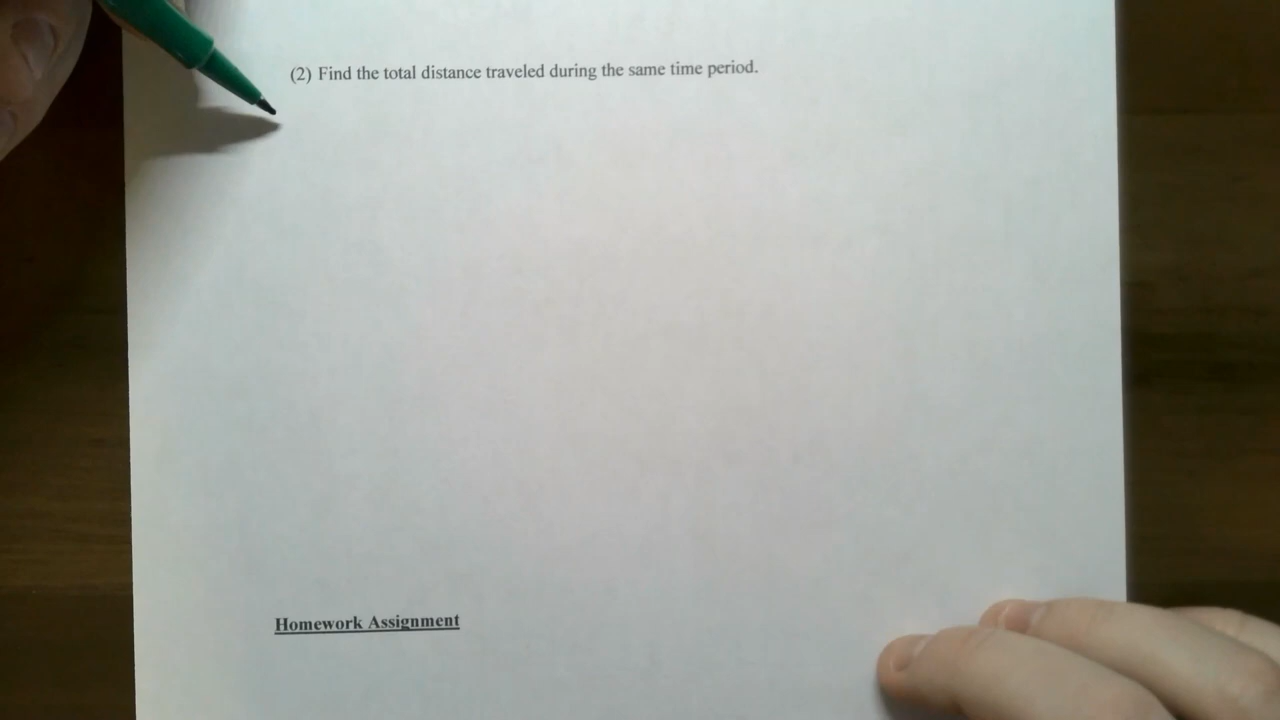 (2) Find the total distance traveled during the same time period.
Homework Assignment